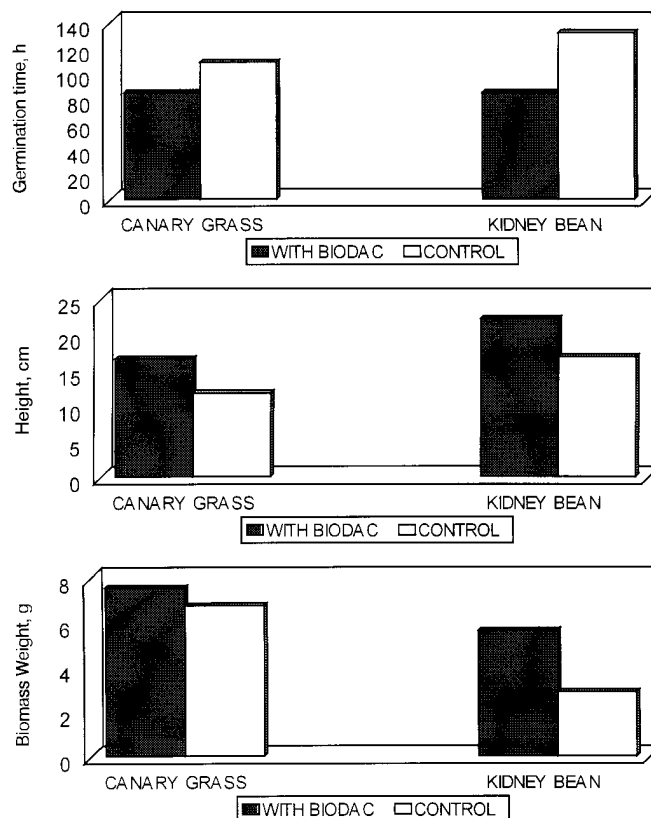 Germination time, h
140
120
100
80
60
40
20
0
CANARY GRASS KIDNEY BEAN
WITH BIODAC CONTROL
Height, cm
25
20
15
10
5
0
CANARY GRASS KIDNEY BEAN
WITH BIODAC CONTROL
Biomass Weight, g
8
6
4
2
0
CANARY GRASS KIDNEY BEAN
WITH BIODAC CONTROL